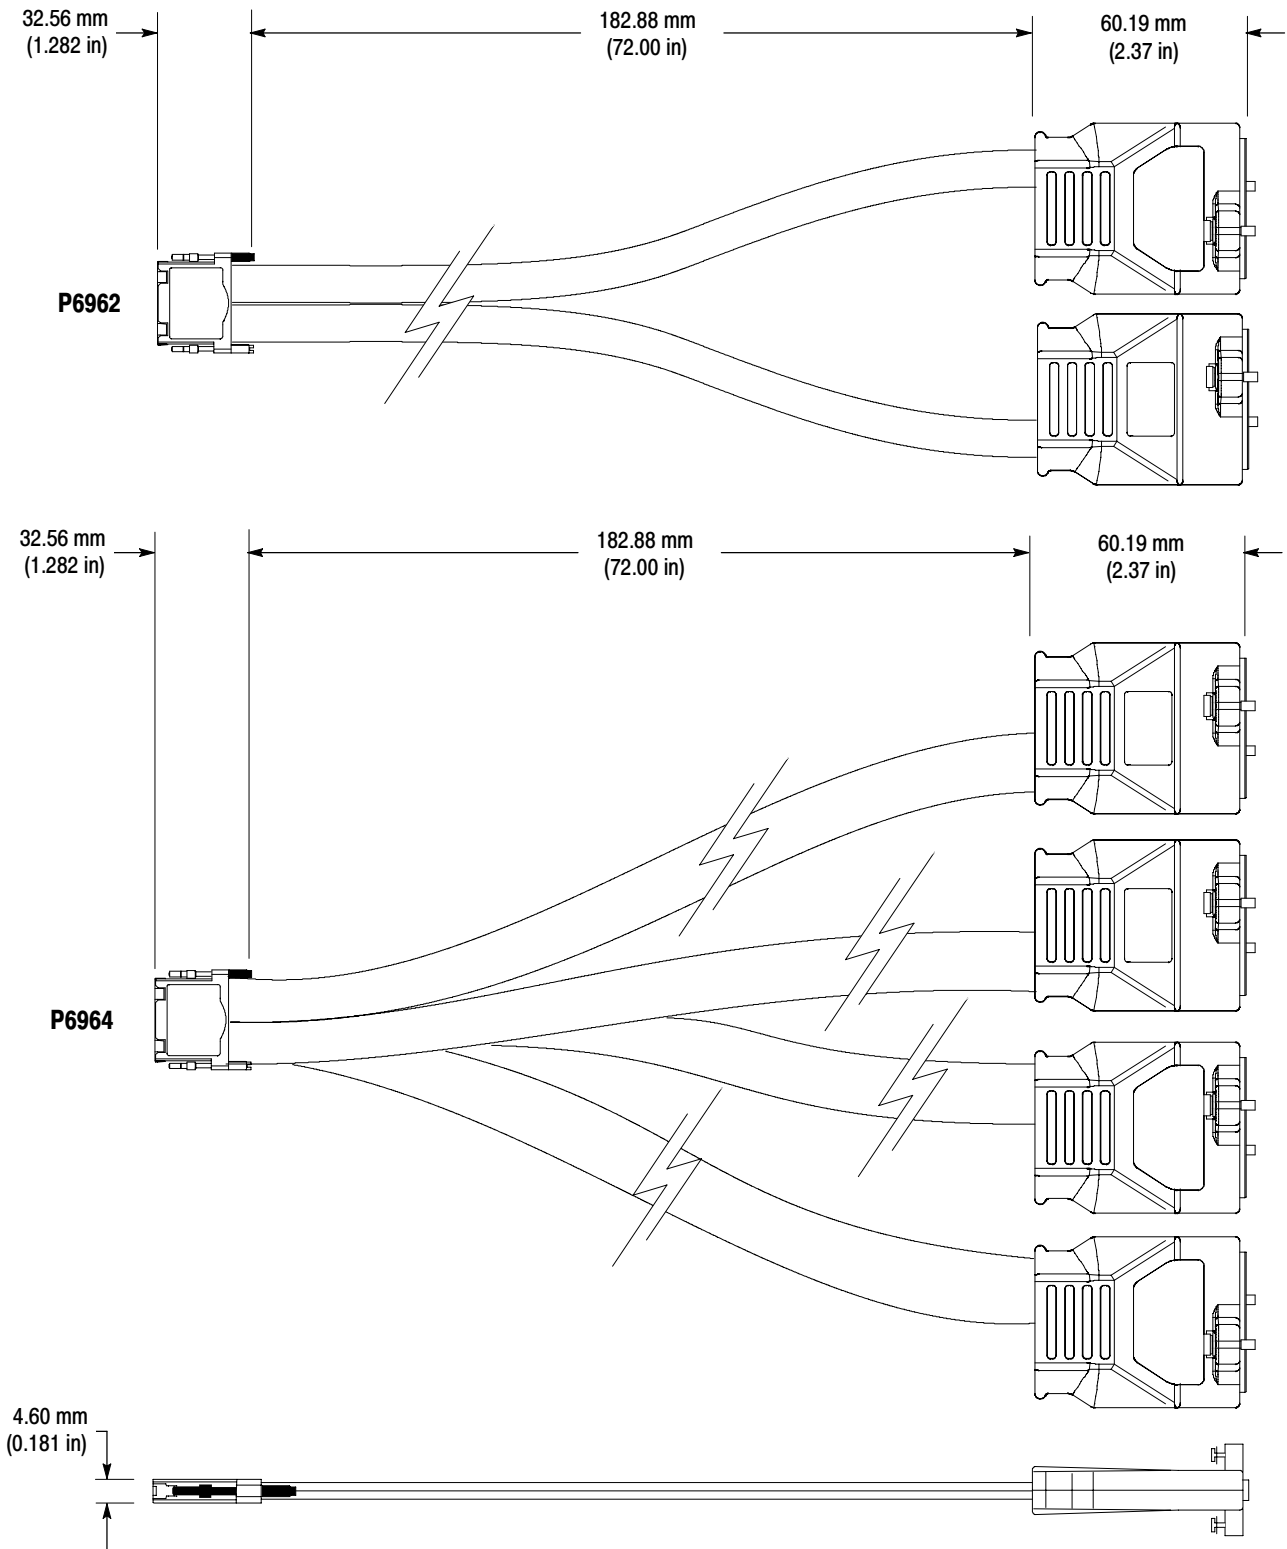 32.56 mm
(1.282 in)
182.88 mm
(72.00 in)
60.19 mm
(2.37 in)
P6962
32.56 mm
(1.282 in)
182.88 mm
(72.00 in)
60.19 mm
(2.37 in)
P6964
4.60 mm
(0.181 in)